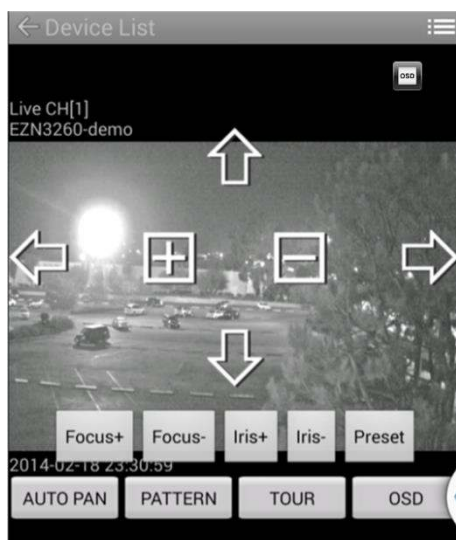 Device List
OSD
Live CH[1]
EZN3260-demo
Focus+ Focus- Iris+ Iris- Preset
2014-02-18 23:30:59
AUTO PAN PATTERN TOUR OSD